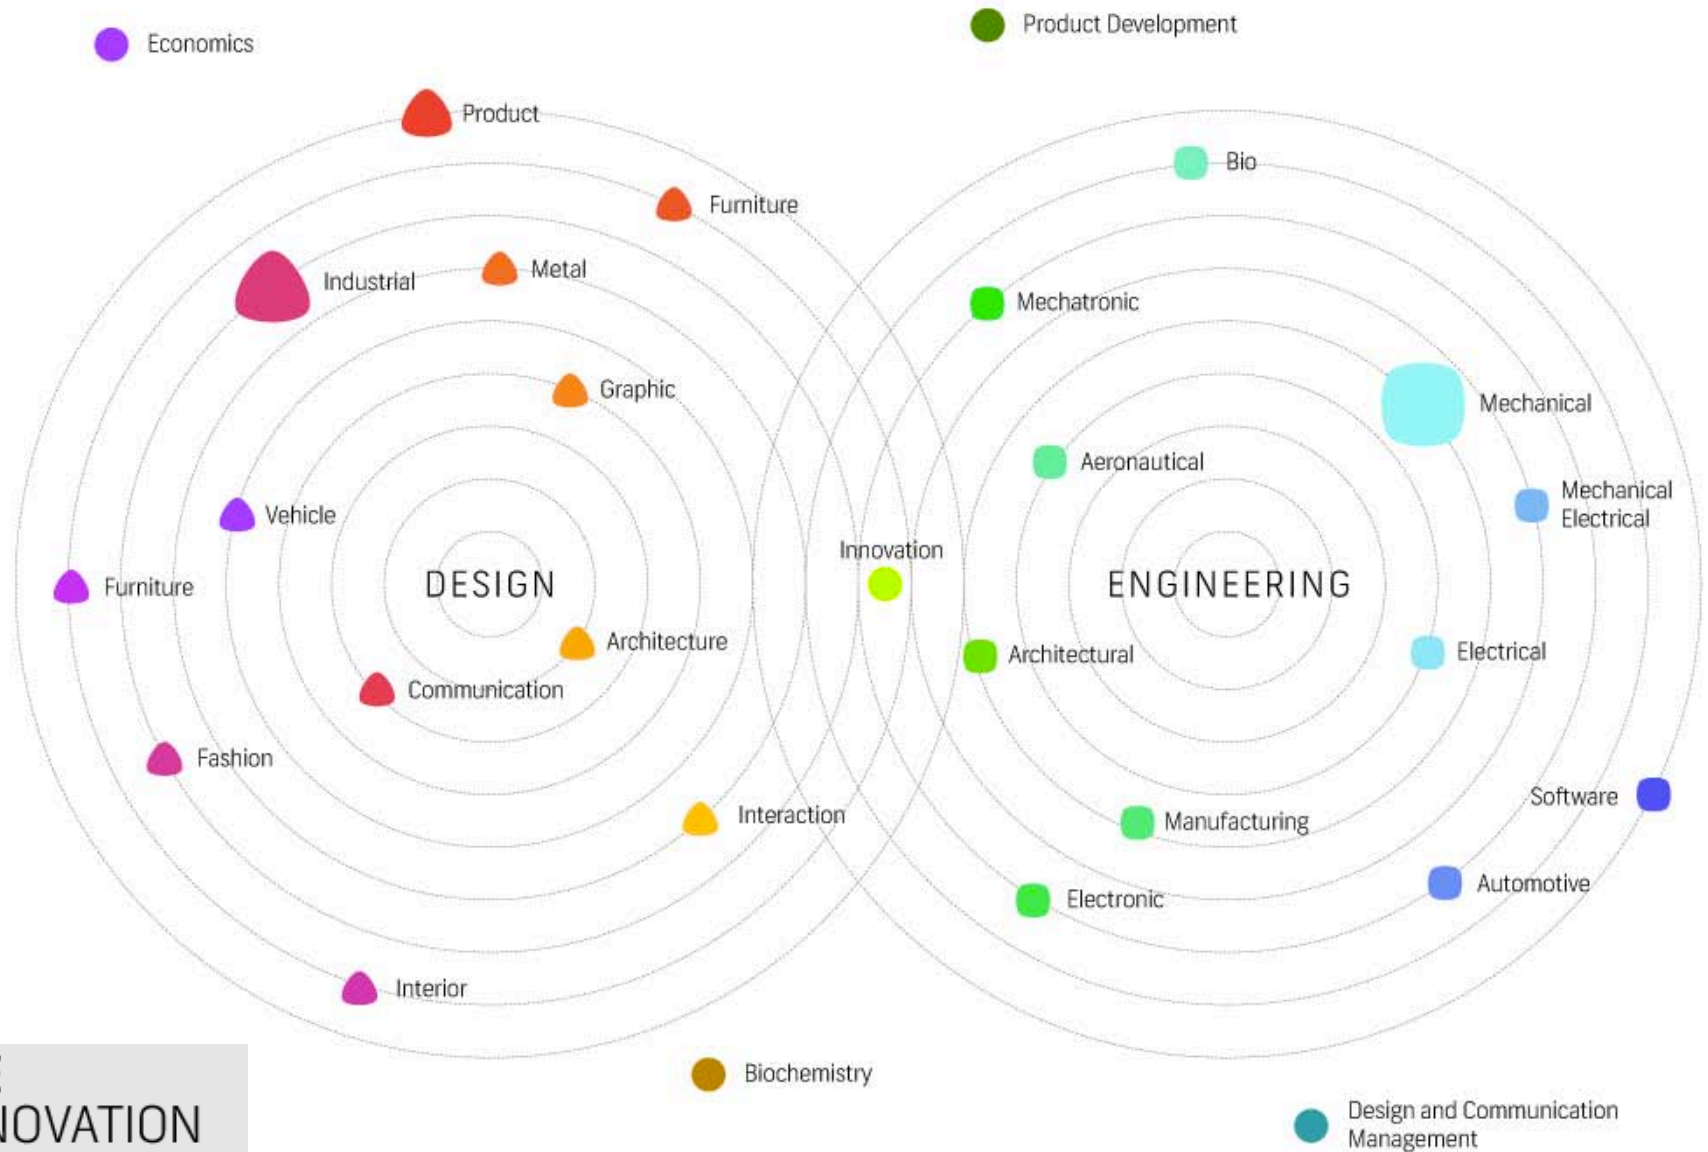 Economics
Product Development
Product
Bio
Furniture
Metal
Industrial
Mechatronic
Graphic
Mechanical
Aeronautical
Mechanical
Electrical
Vehicle
Innovation
Furniture
DESIGN
ENGINEERING
Architecture
Architectural
Electrical
Communication
Fashion
Software
Interaction
Manufacturing
Automotive
Electronic
Interior
Biochemistry
NOVATION
Design and Communication
Management